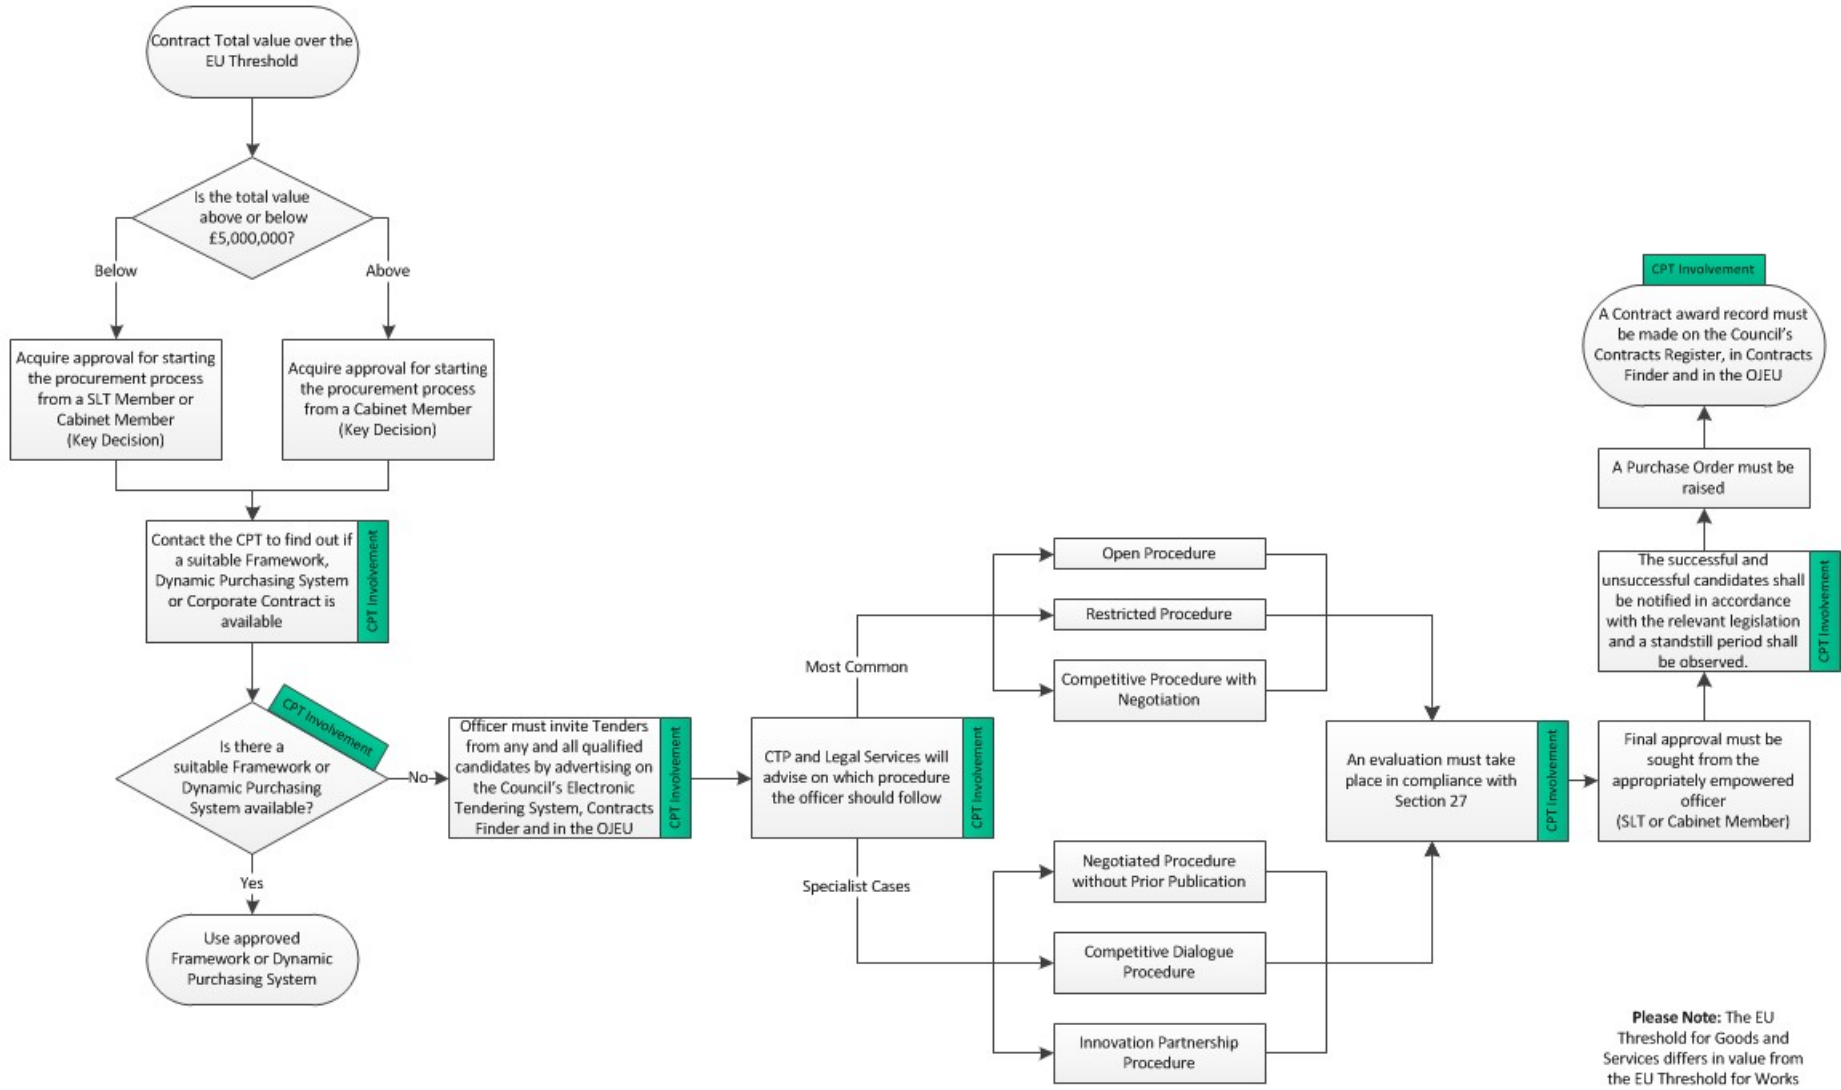 Contract Total value over the
EU Threshold
Is the total value
above or below
£5,000,000?
Below
Above
Acquire approval for starting
the procurement process
from a SLT Member or
Cabinet Member
(Key Decision)
Acquire approval for starting
the procurement process
from a Cabinet Member
(Key Decision)
Contact the CPT to find out if
a suitable Framework,
Dynamic Purchasing System
or Corporate Contract is
available
CPT Involvement
Is there a
suitable Framework or
Dynamic Purchasing
System available?
CPT Involvement
Yes
Use approved
Framework or Dynamic
Purchasing System
No
Officer must invite Tenders
from any and all qualified
candidates by advertising on
the Council's Electronic
Tendering System, Contracts
Finder and in the OJEU
CPT Involvement
CTP and Legal Services will
advise on which procedure
the officer should follow
CPT Involvement
Most Common
Open Procedure
Restricted Procedure
Competitive Procedure with
Negotiation
Specialist Cases
Negotiated Procedure
without Prior Publication
Competitive Dialogue
Procedure
Innovation Partnership
Procedure
An evaluation must take
place in compliance with
Section 27
CPT Involvement
Final approval must be
sought from the
appropriately empowered
officer
(SLT or Cabinet Member)
The successful and
unsuccessful candidates shall
be notified in accordance
with the relevant legislation
and a standstill period shall
be observed.
CPT Involvement
A Purchase Order must be
raised
CPT Involvement
A Contract award record must
be made on the Council's
Contracts Register, in Contracts
Finder and in the OJEU
Please Note: The EU
Threshold for Goods and
Services differs in value from
the EU Threshold for Works